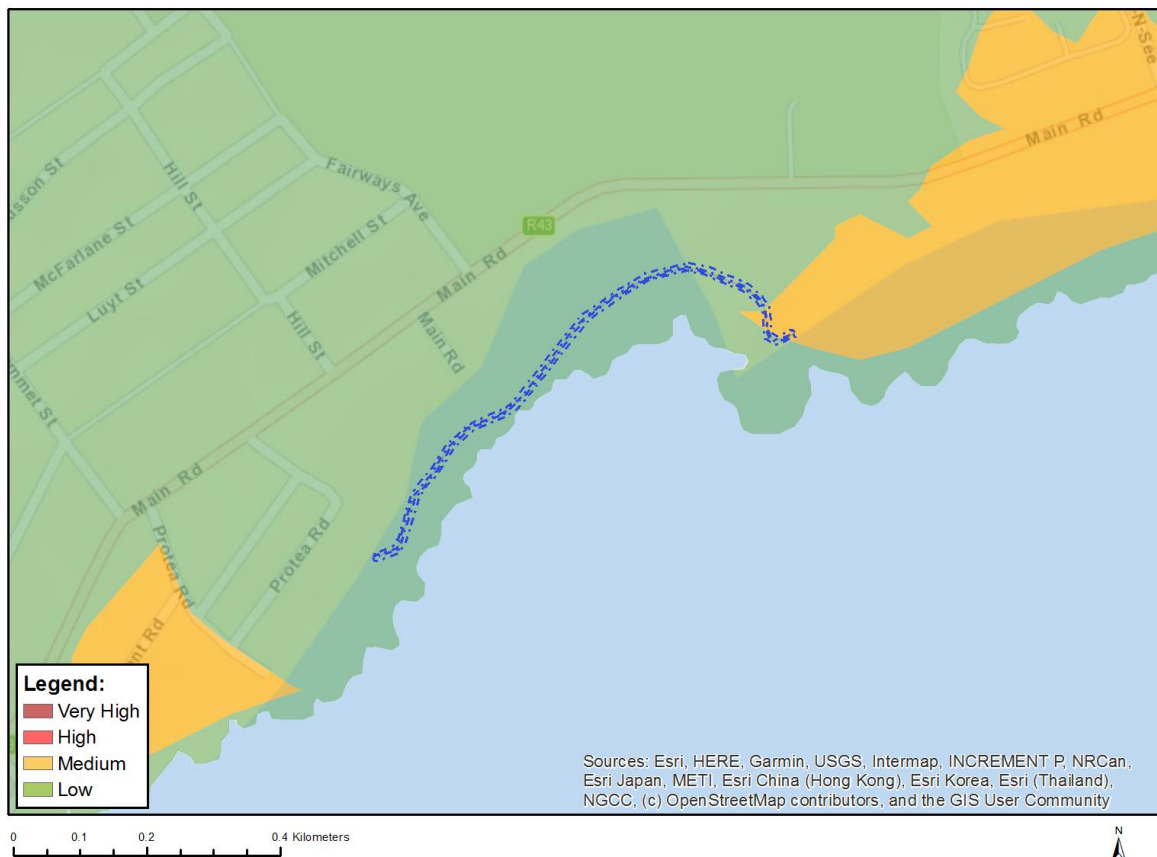 N-See
Main Rd
usson St
Hill St
Fairways Ave
McFarlane St
Mitchell St
R43
Luyt St
Main Rd
Hill St
Main Rd
mmet St
Main Rd
Protea Rd
Protea Rd
ent Rd
Legend:
Very High
High
Medium
Low
Sources: Esri, HERE, Garmin, USGS, Intermap, INCREMENT P, NRCan,
Esri Japan, METI, Esri China (Hong Kong), Esri Korea, Esri (Thailand),
NGCC, (c) OpenStreetMap contributors, and the GIS User Community
0 0.1 0.2 0.4 Kilometers
N